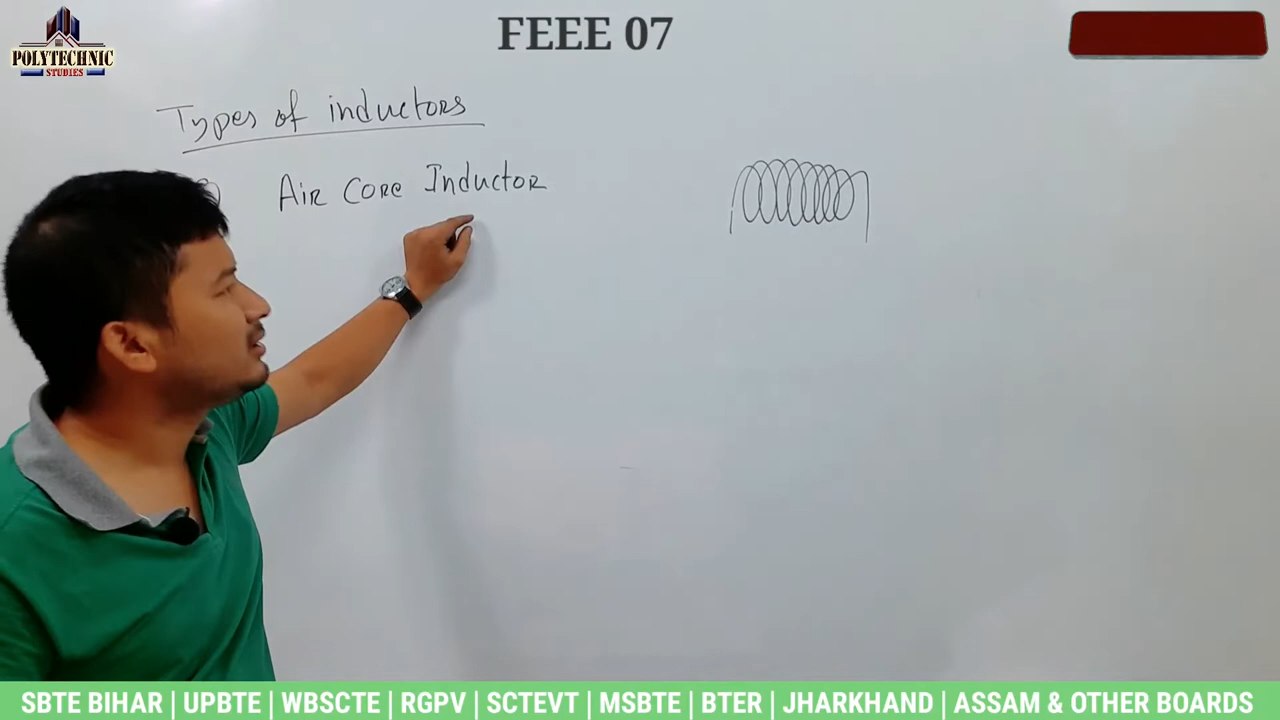 FEEE 07
POLYTECHNIC
STUDIES
Types of inductors
Air Core Inductor
SBTE BIHAR | UPBTE | WBSCTE | RGPV | SCTEVT | MSBTE | BTER | JHARKHAND | ASSAM & OTHER BOARDS